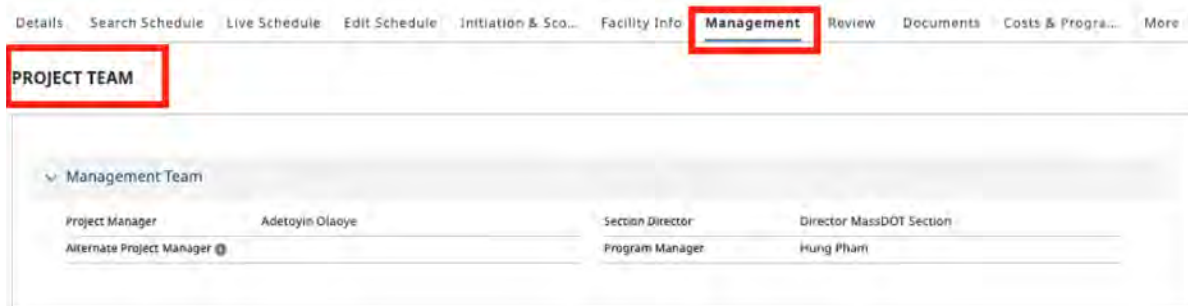 Details Search Schedule Live Schedule Edit Schedule Initiation & Sco... Facility Info Management Review Documents Costs & Progra... More
PROJECT TEAM
Management Team
Project Manager Adetoyin Olaoye Section Director Director MassDOT Section
Alternate Project Manager Program Manager Hung Pham